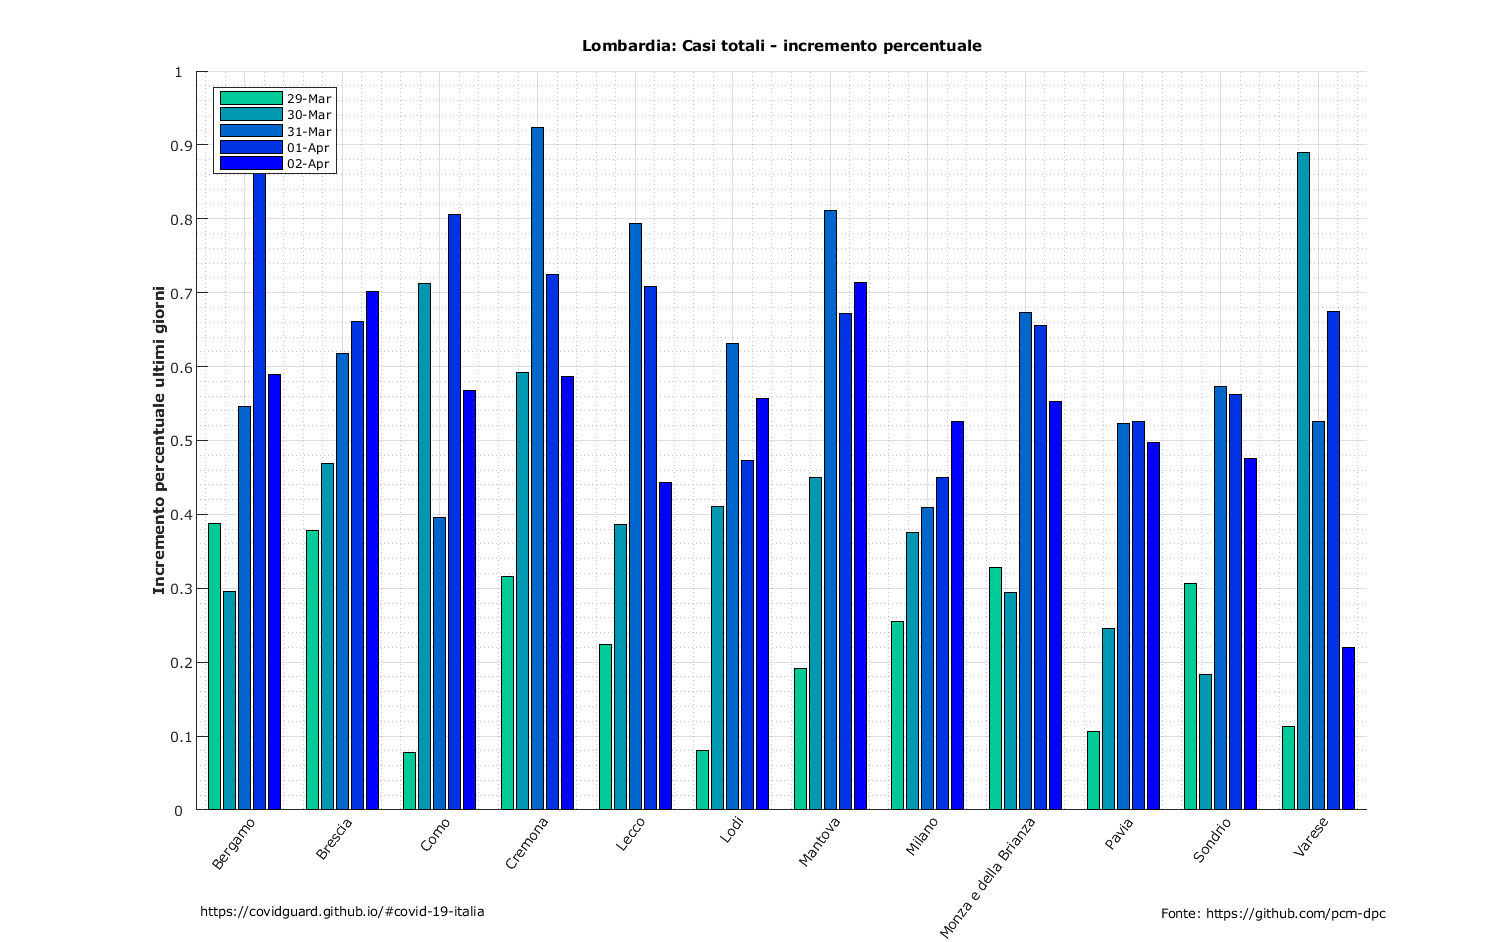 Lombardia: Casi totali - incremento percentuale
1
0.9
0.8
0.7
0.6
0.5
0.4
0.3
0.2
0.1
0
Incremento percentuale ultimi giorni
29-Mar
30-Mar
31-Mar
01-Apr
02-Apr
Bergamo
Brescia
Como
Cremona
Lecco
Lodi
Mantova
Milano
Monza e della Brianza
Pavia
Sondrio
Varese
https://covidguard.github.io/#covid-19-italia
Fonte: https://github.com/pcm-dpc